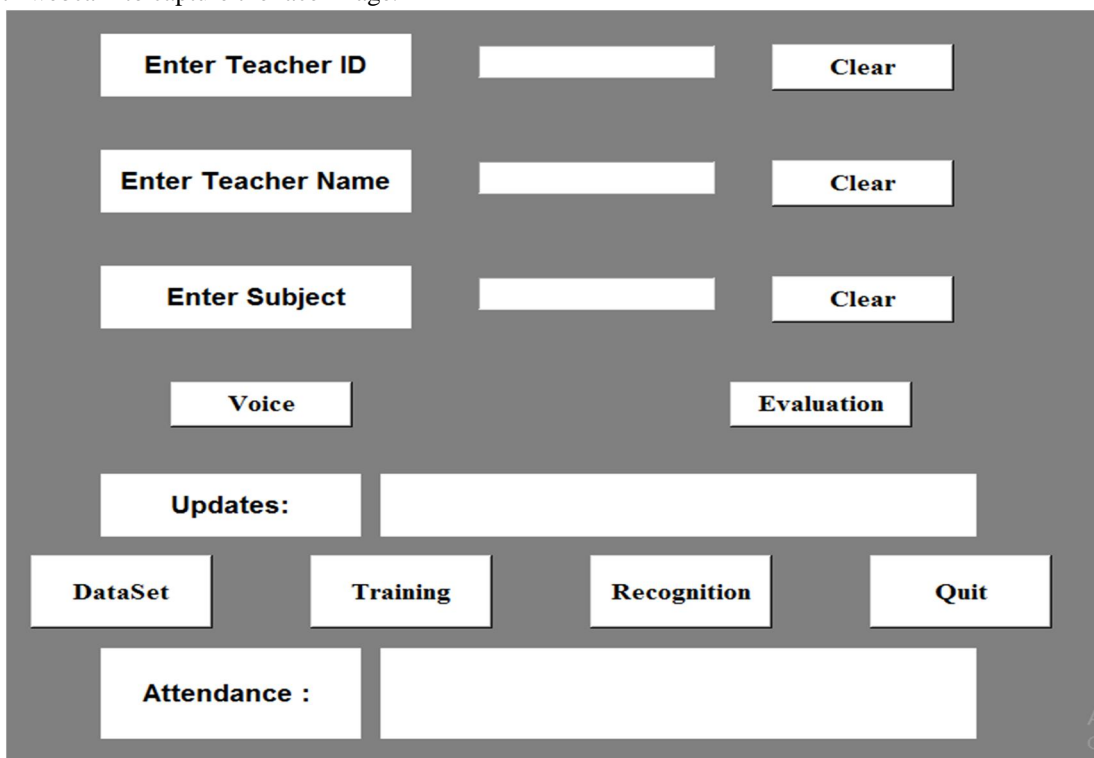 Enter Teacher ID Clear
Enter Teacher Name Clear
Enter Subject Clear
Voice Evaluation
Updates:
DataSet Training Recognition Quit
Attendance :